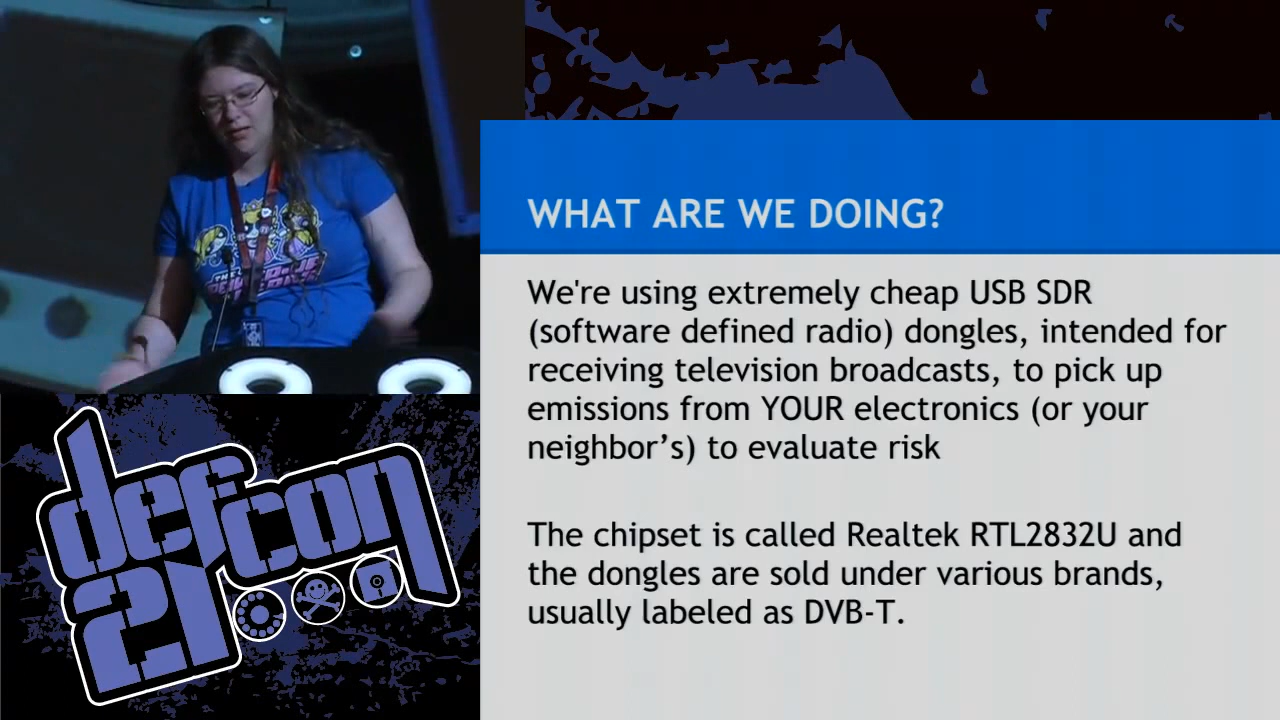 WHAT ARE WE DOING?
We're using extremely cheap USB SDR
(software defined radio) dongles, intended for
receiving television broadcasts, to pick up
emissions from YOUR electronics (or your
neighbor’s) to evaluate risk
The chipset is called Realtek RTL2832U and
the dongles are sold under various brands,
usually labeled as DVB-T.
defcon
21